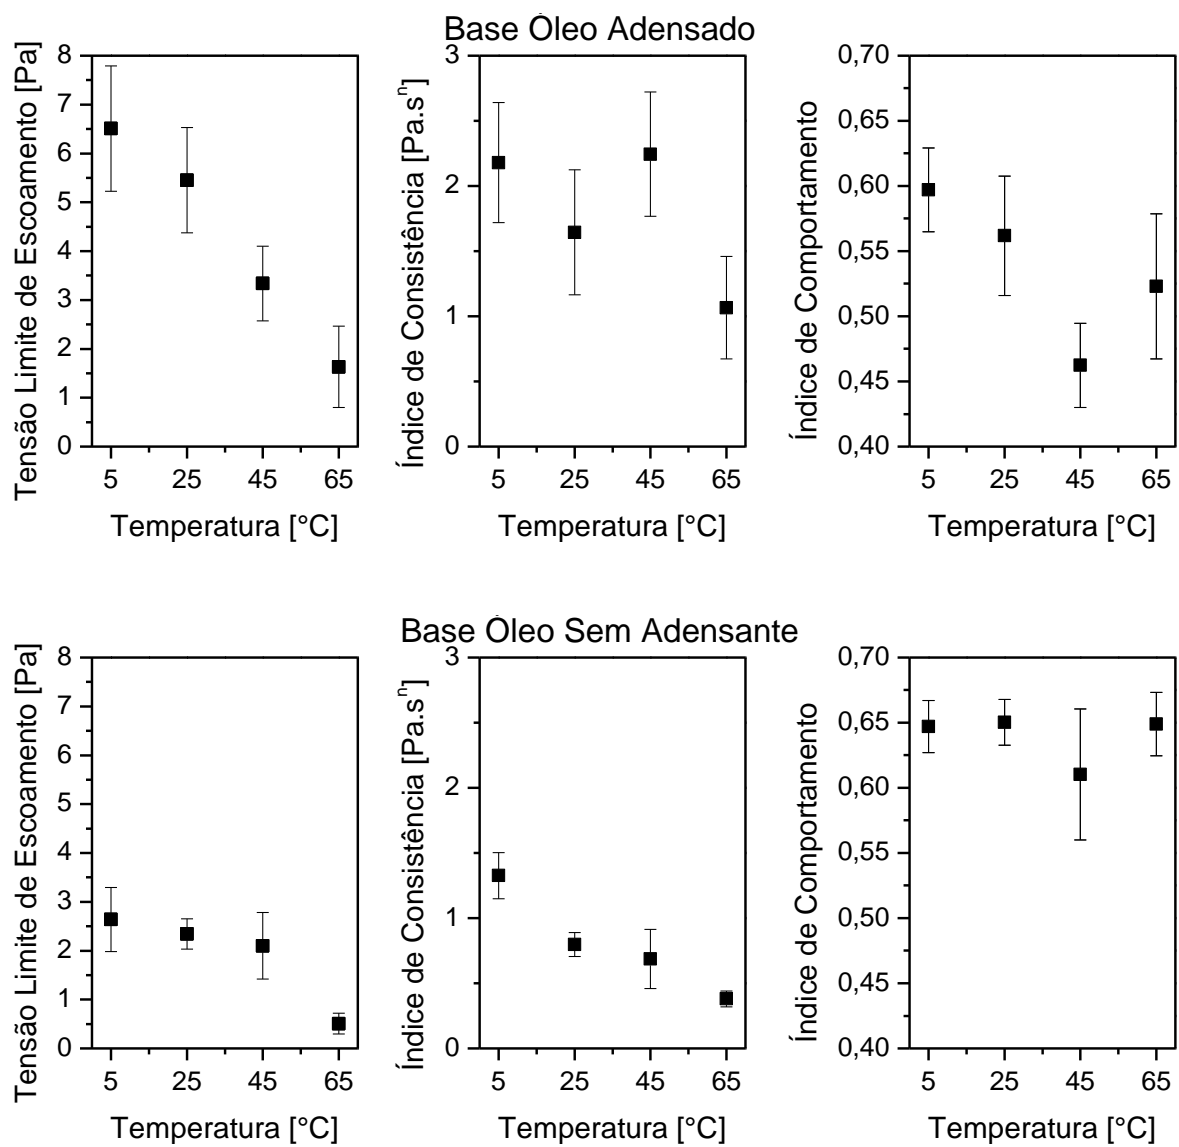 Base Óleo Adensado
Tensão Limite de Escoamento [Pa]
8
7
6
5
4
3
2
1
0
5 25 45 65
Temperatura [°C]
Índice de Consistência [Pa.sⁿ]
3
2
1
0
5 25 45 65
Temperatura [°C]
Índice de Comportamento
0,70
0,65
0,60
0,55
0,50
0,45
0,40
5 25 45 65
Temperatura [°C]
Base Óleo Sem Adensante
Tensão Limite de Escoamento [Pa]
8
7
6
5
4
3
2
1
0
5 25 45 65
Temperatura [°C]
Índice de Consistência [Pa.sⁿ]
3
2
1
0
5 25 45 65
Temperatura [°C]
Índice de Comportamento
0,70
0,65
0,60
0,55
0,50
0,45
0,40
5 25 45 65
Temperatura [°C]